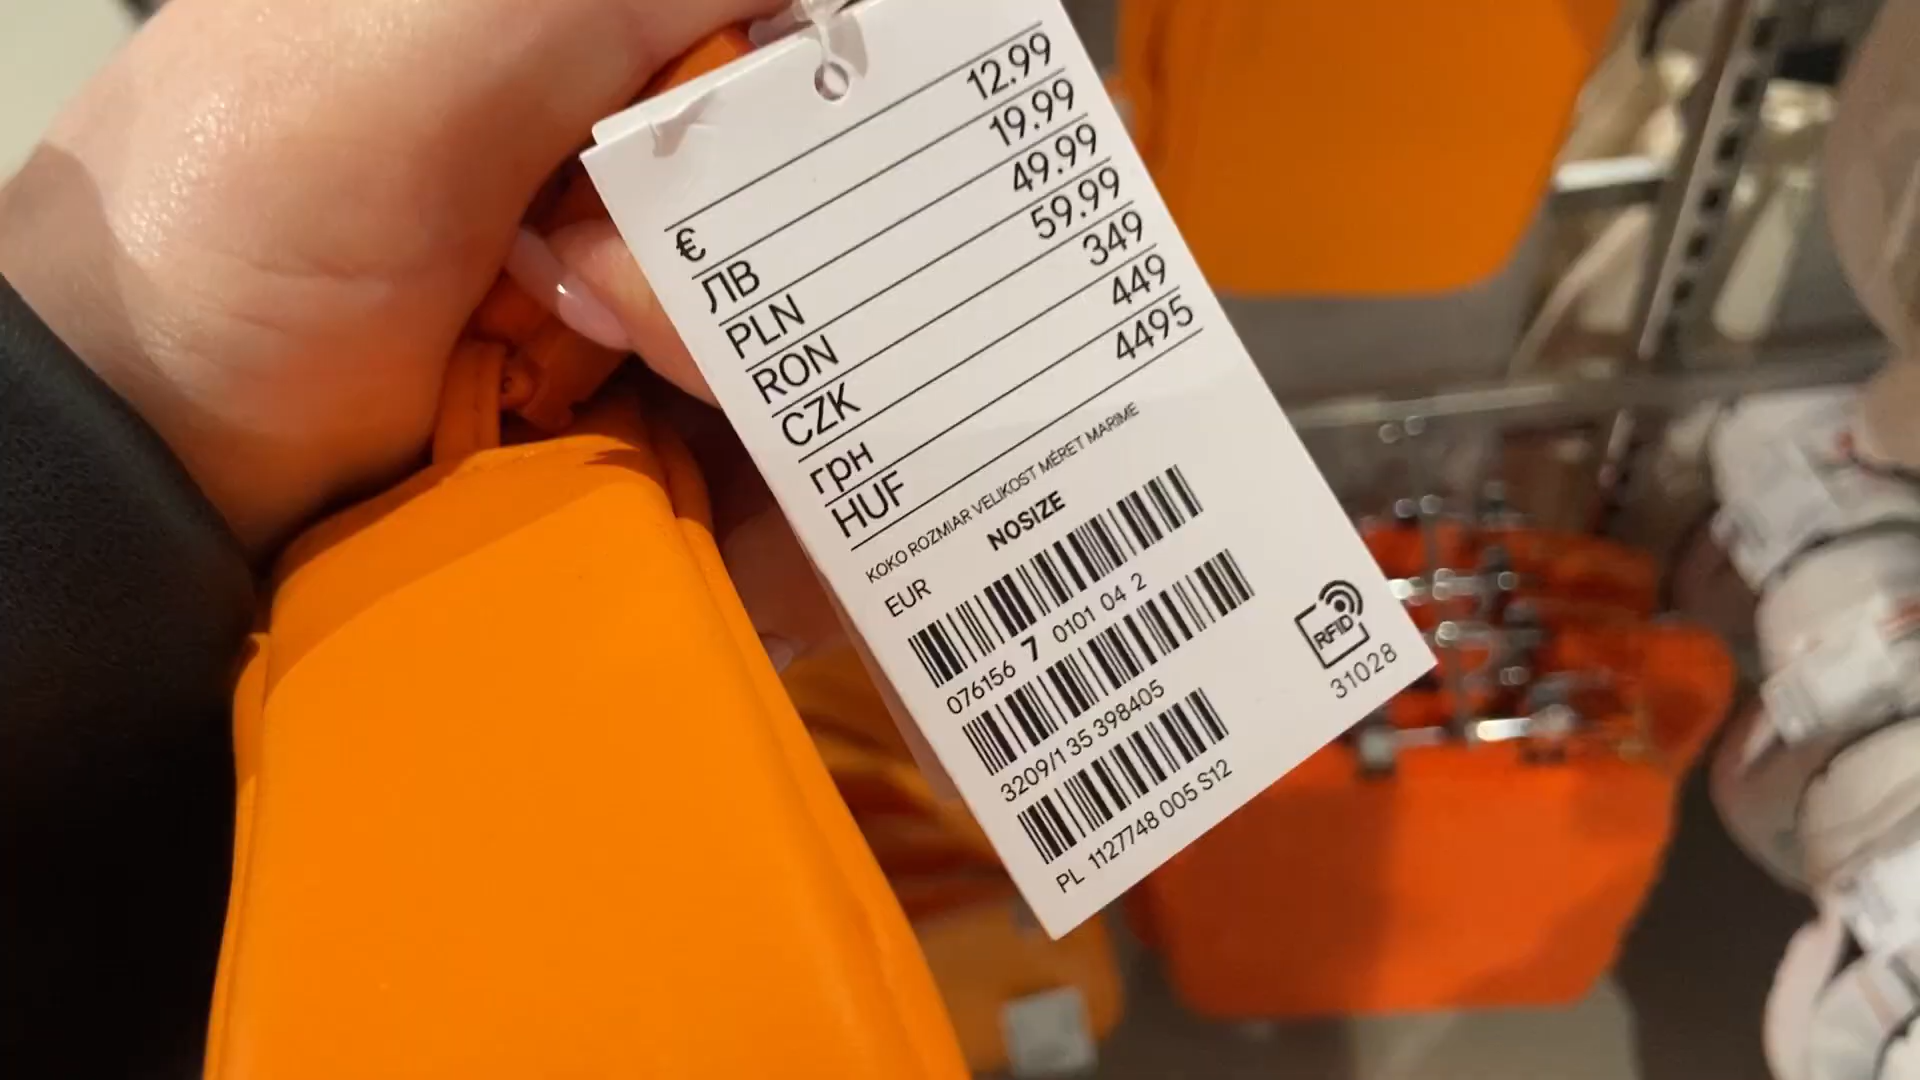 € 12.99
ЛВ 19.99
PLN 49.99
RON 59.99
CZK 349
грн 449
HUF 4495
KOKO ROZMIAR VELIKOST MÉRET MARIME
EUR NOSIZE
076156 7 0101 04 2
3209/1 35 398405
PL 1127748 005 S12
RFID
31028